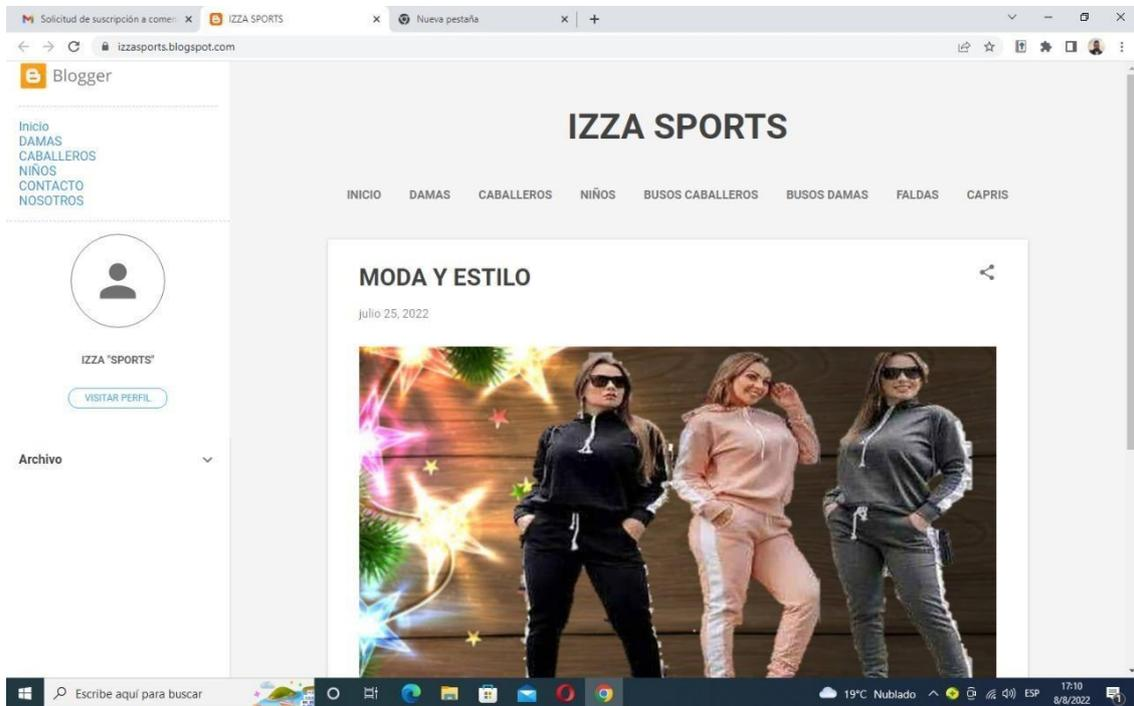 Solicitud de suscripción a comen
IZZA SPORTS
Nueva pestaña
izzasports.blogspot.com
Blogger
Inicio
DAMAS
CABALLEROS
NIÑOS
CONTACTO
NOSOTROS
IZZA "SPORTS"
VISITAR PERFIL
Archivo
IZZA SPORTS
INICIO DAMAS CABALLEROS NIÑOS BUSOS CABALLEROS BUSOS DAMAS FALDAS CAPRIS
MODA Y ESTILO
julio 25, 2022
Escribe aquí para buscar
19°C Nublado
ESP
17:10
8/8/2022